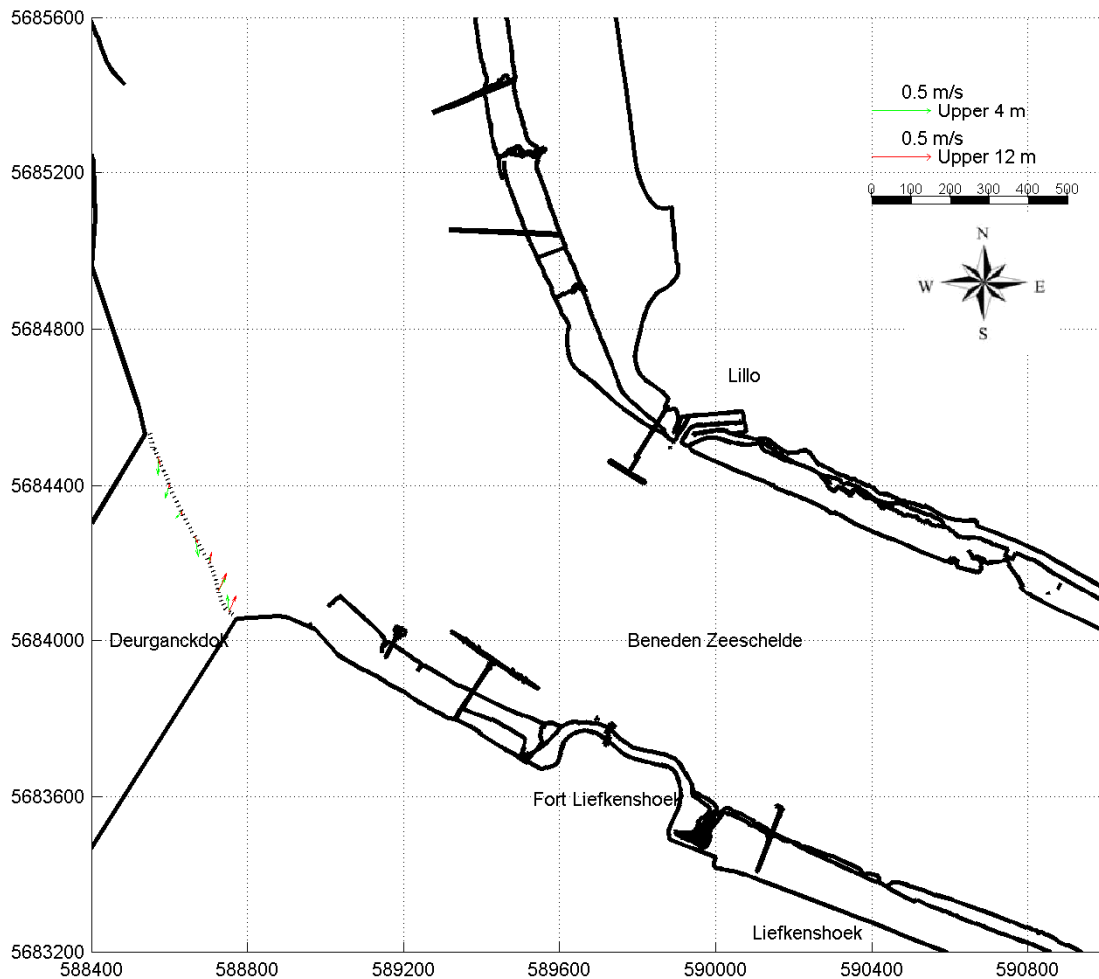 5685600
5685200
5684800
5684400
5684000
5683600
5683200
588400
588800
589200
589600
590000
590400
590800
0.5 m/s
Upper 4 m
0.5 m/s
Upper 12 m
0 100 200 300 400 500
N
W E
S
Lillo
Deurganckdok
Beneden Zeeschelde
Fort Liefkenshoek
Liefkenshoek